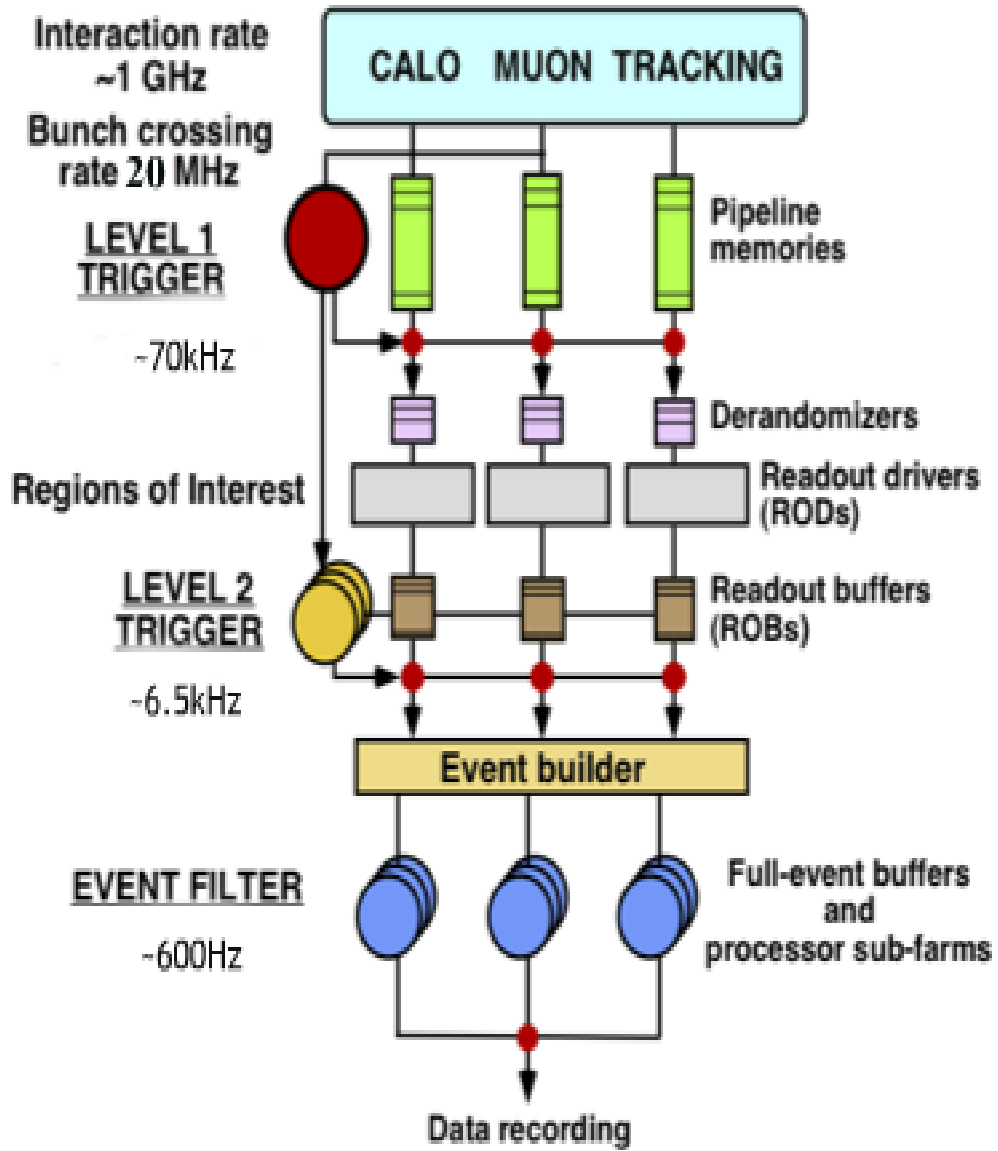 Interaction rate
~1 GHz
CALO MUON TRACKING
Bunch crossing
rate 20 MHz
LEVEL 1
TRIGGER
Pipeline
memories
~70kHz
Derandomizers
Regions of Interest
Readout drivers
(RODs)
LEVEL 2
TRIGGER
Readout buffers
(ROBs)
~6.5kHz
Event builder
EVENT FILTER
~600Hz
Full-event buffers
and
processor sub-farms
Data recording